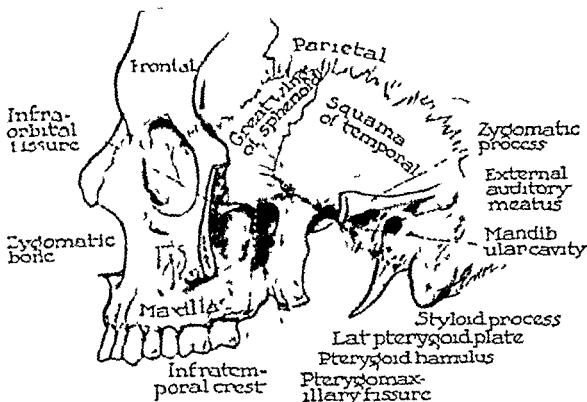 Parietal
Frontal
Great wing
of sphenoid
Squama
of temporal
Infra-
orbital
fissure
Zygomatic
process
External
auditory
meatus
Mandib
ular cavity
Zygomatic
bone
Maxilla
Styloid process
Lat pterygoid plate
Pterygoid hamulus
Pterygomax-
illary fissure
Infratem-
poral crest